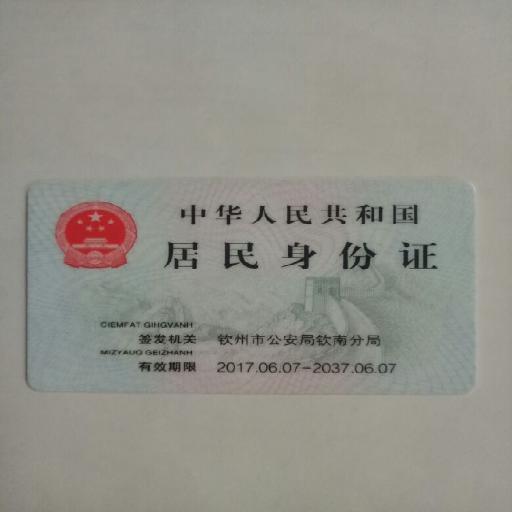 中华人民共和国
居民身份证
CIEMFAT GIHGVANH
签发机关 钦州市公安局钦南分局
MIZYAUQ GEIZHANH
有效期限 2017.06.07-2037.06.07